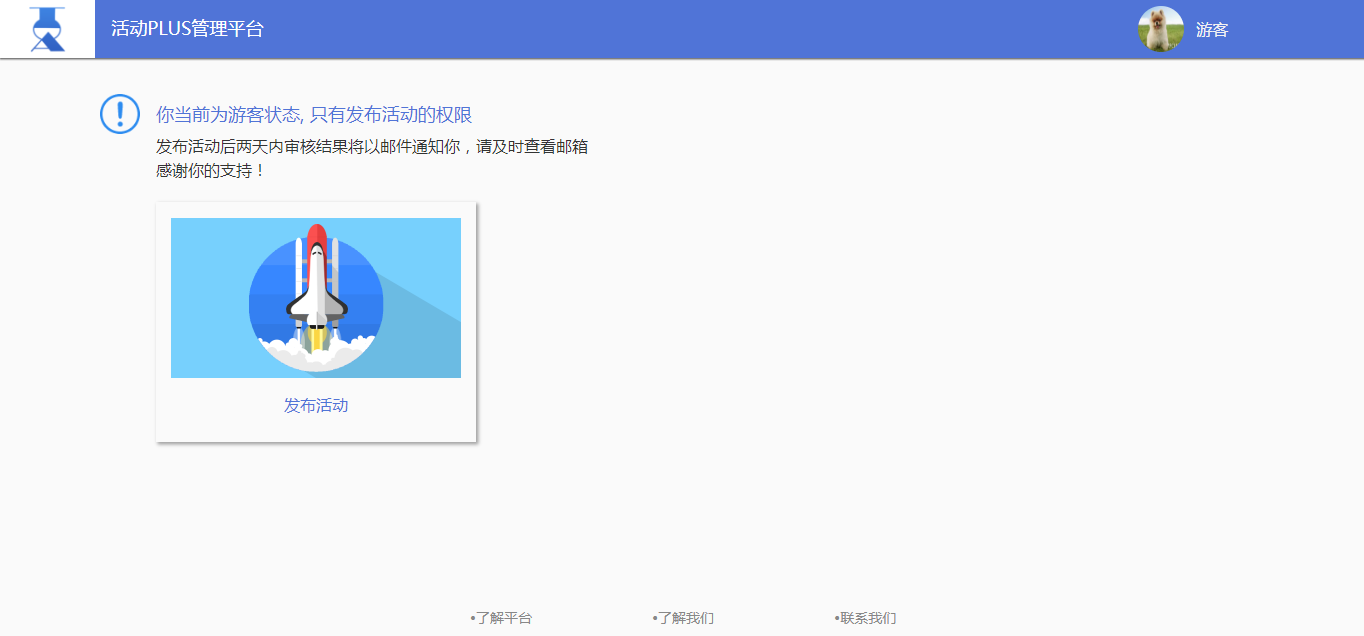 活动PLUS管理平台
游客
你当前为游客状态, 只有发布活动的权限
发布活动后两天内审核结果将以邮件通知你，请及时查看邮箱
感谢你的支持！
发布活动
•了解平台
•了解我们
•联系我们